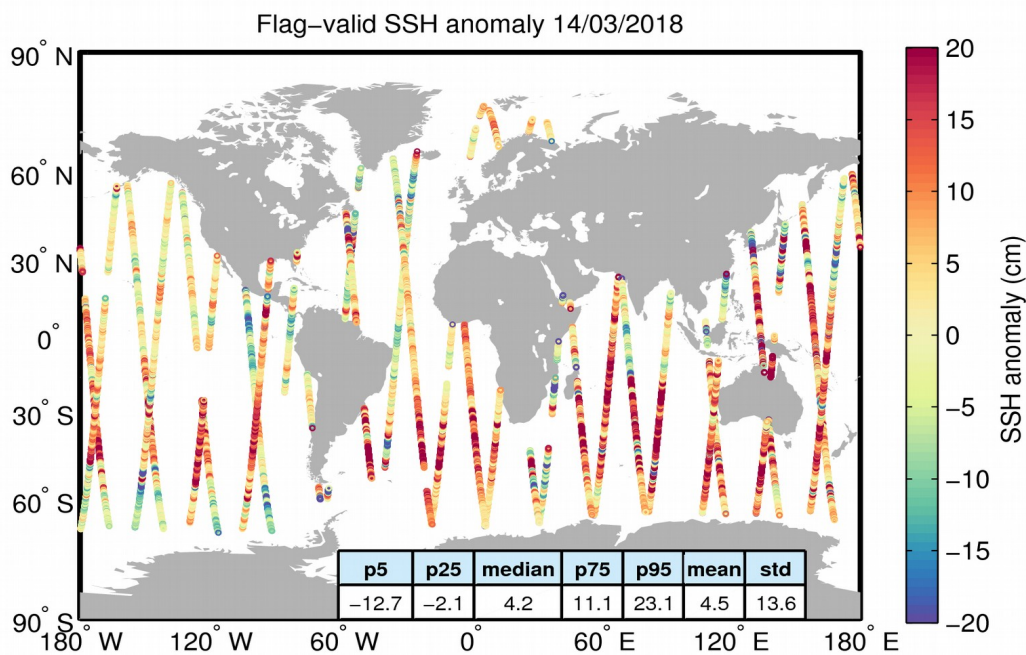 Flag–valid SSH anomaly 14/03/2018
90° N
60° N
30° N
0°
30° S
60° S
90° S
180° W
120° W
60° W
0°
60° E
120° E
180° E
p5 p25 median p75 p95 mean std
−12.7 −2.1 4.2 11.1 23.1 4.5 13.6
20
15
10
5
0
−5
−10
−15
−20
SSH anomaly (cm)